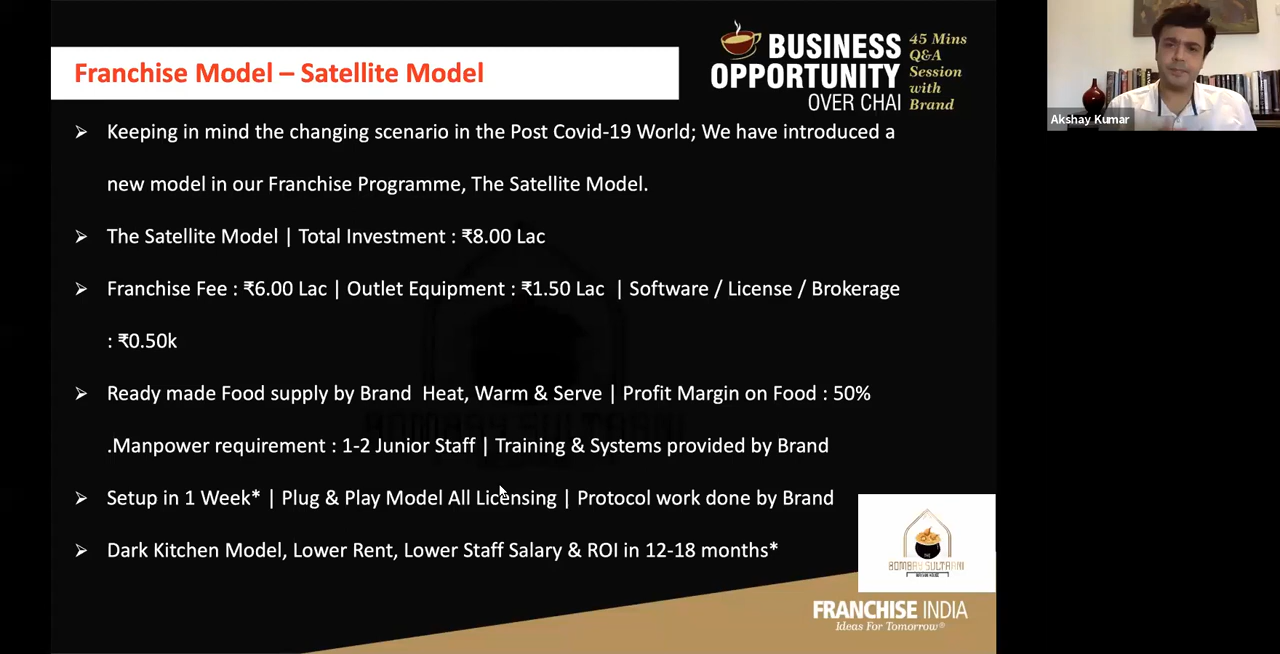 Franchise Model – Satellite Model
BUSINESS
OPPORTUNITY
OVER CHAI
45 Mins
Q&A
Session
with
Brand
Akshay Kumar
➢ Keeping in mind the changing scenario in the Post Covid-19 World; We have introduced a
new model in our Franchise Programme, The Satellite Model.
➢ The Satellite Model | Total Investment : ₹8.00 Lac
➢ Franchise Fee : ₹6.00 Lac | Outlet Equipment : ₹1.50 Lac | Software / License / Brokerage
: ₹0.50k
➢ Ready made Food supply by Brand Heat, Warm & Serve | Profit Margin on Food : 50%
.Manpower requirement : 1-2 Junior Staff | Training & Systems provided by Brand
➢ Setup in 1 Week* | Plug & Play Model All Licensing | Protocol work done by Brand
➢ Dark Kitchen Model, Lower Rent, Lower Staff Salary & ROI in 12-18 months*
THE
BOMBAY SULTAANI
FRANCHISE INDIA
Ideas For Tomorrow®